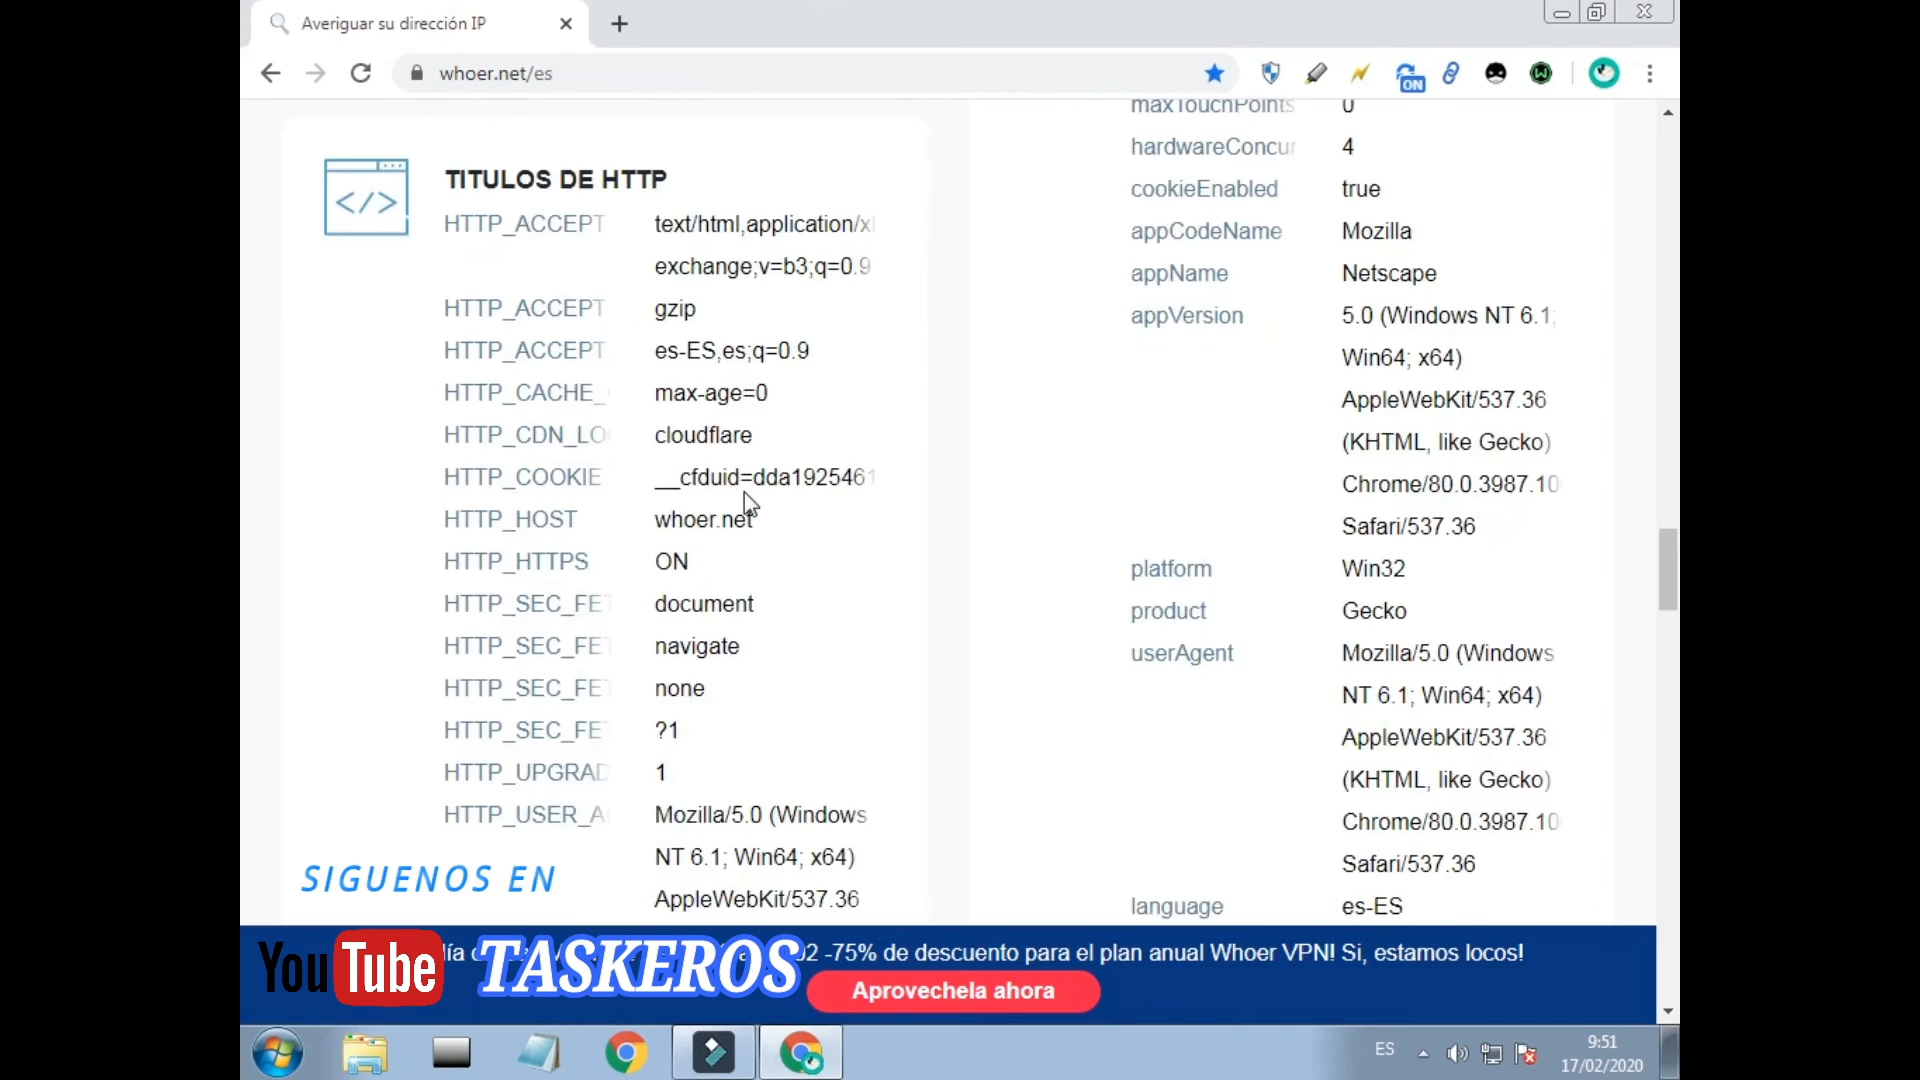 Averiguar su dirección IP
whoer.net/es
ON
TITULOS DE HTTP
HTTP_ACCEPT text/html,application/x
exchange;v=b3;q=0.9
HTTP_ACCEPT gzip
HTTP_ACCEPT es-ES,es;q=0.9
HTTP_CACHE_ max-age=0
HTTP_CDN_LO cloudflare
HTTP_COOKIE __cfduid=dda1925461
HTTP_HOST whoer.net
HTTP_HTTPS ON
HTTP_SEC_FE document
HTTP_SEC_FE navigate
HTTP_SEC_FE none
HTTP_SEC_FE ?1
HTTP_UPGRAD 1
HTTP_USER_A Mozilla/5.0 (Windows
NT 6.1; Win64; x64)
AppleWebKit/537.36
maxTouchPoints 0
hardwareConcur 4
cookieEnabled true
appCodeName Mozilla
appName Netscape
appVersion 5.0 (Windows NT 6.1;
Win64; x64)
AppleWebKit/537.36
(KHTML, like Gecko)
Chrome/80.0.3987.10
Safari/537.36
platform Win32
product Gecko
userAgent Mozilla/5.0 (Windows
NT 6.1; Win64; x64)
AppleWebKit/537.36
(KHTML, like Gecko)
Chrome/80.0.3987.10
Safari/537.36
language es-ES
SIGUENOS EN
YouTube TASKEROS
-75% de descuento para el plan anual Whoer VPN! Si, estamos locos!
Aprovechela ahora
ES
9:51
17/02/2020